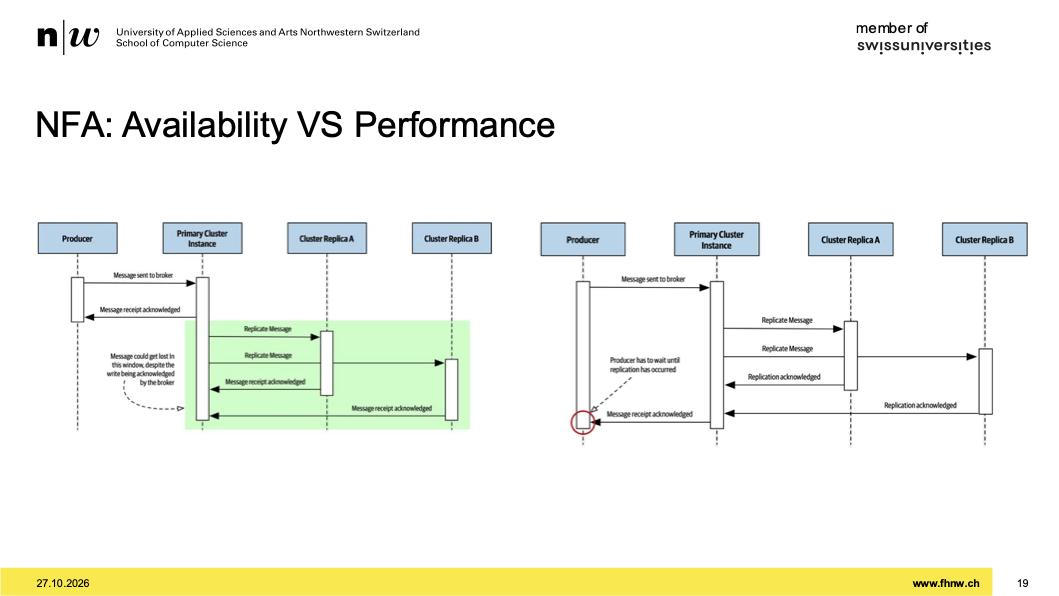 n|w
University of Applied Sciences and Arts Northwestern Switzerland
School of Computer Science
member of
swissuniversities
NFA: Availability VS Performance
Producer
Primary Cluster
Instance
Cluster Replica A
Cluster Replica B
Message sent to broker
Message receipt acknowledged
Replicate Message
Replicate Message
Message could get lost in
this window, despite the
write being acknowledged
by the broker
Message receipt acknowledged
Message receipt acknowledged
Producer
Primary Cluster
Instance
Cluster Replica A
Cluster Replica B
Message sent to broker
Replicate Message
Replicate Message
Producer has to wait until
replication has occurred
Replication acknowledged
Replication acknowledged
Message receipt acknowledged
27.10.2026
www.fhnw.ch
19